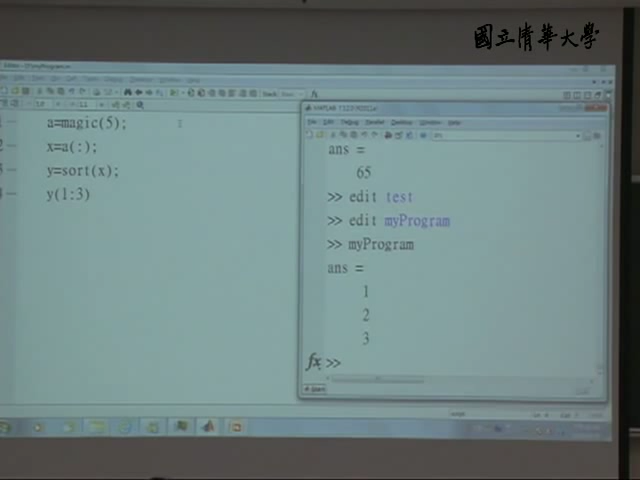 國立清華大學
a=magic(5);
x=a(:);
y=sort(x);
y(1:3)
ans =
65
>> edit test
>> edit myProgram
>> myProgram
ans =
1
2
3
fx >>